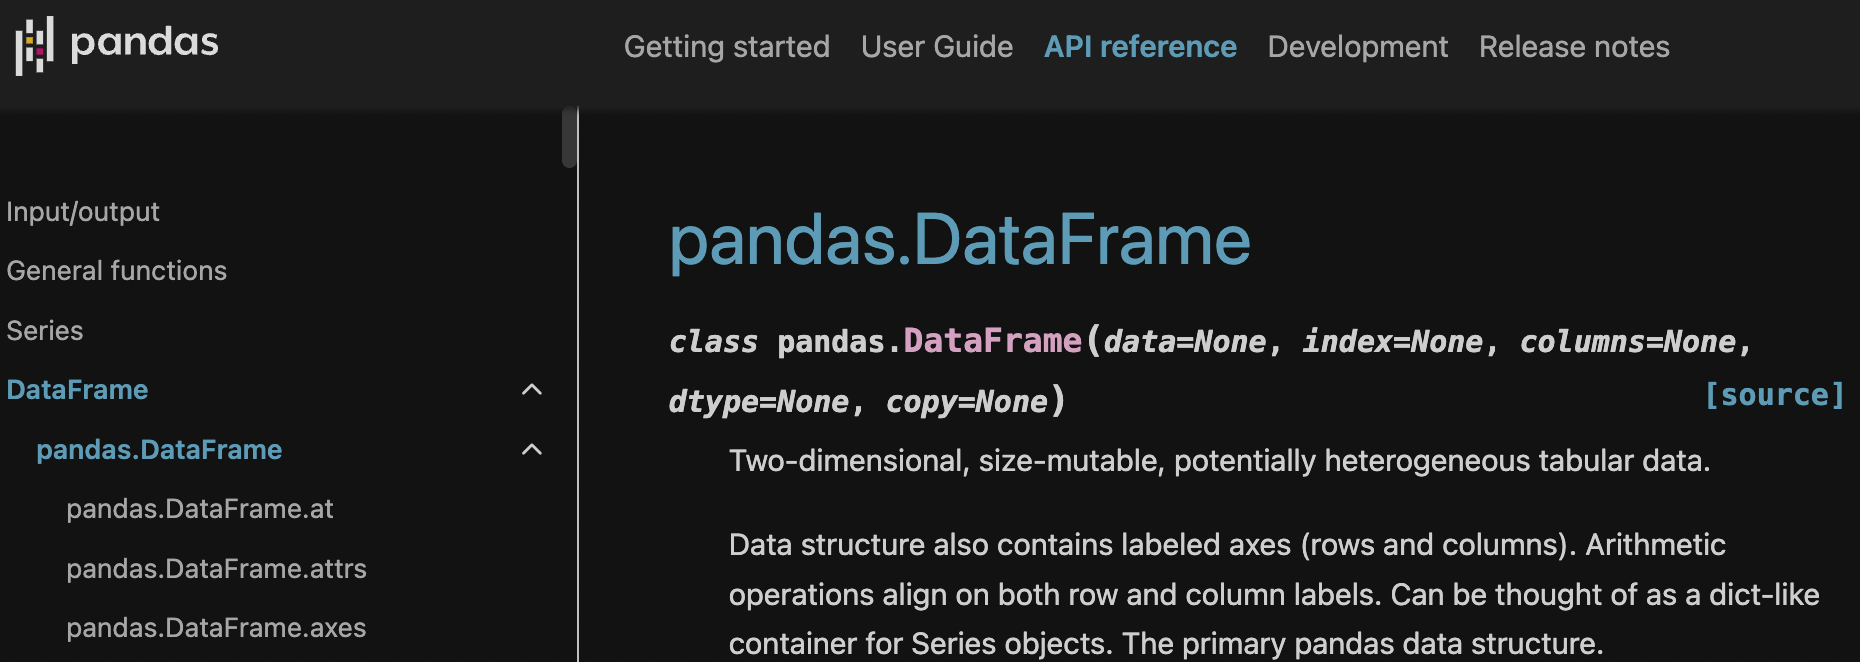 pandas
Getting started User Guide API reference Development Release notes
Input/output
General functions
Series
DataFrame
pandas.DataFrame
pandas.DataFrame.at
pandas.DataFrame.attrs
pandas.DataFrame.axes
pandas.DataFrame
class pandas.DataFrame(data=None, index=None, columns=None,
dtype=None, copy=None)
[source]
Two-dimensional, size-mutable, potentially heterogeneous tabular data.
Data structure also contains labeled axes (rows and columns). Arithmetic
operations align on both row and column labels. Can be thought of as a dict-like
container for Series objects. The primary pandas data structure.